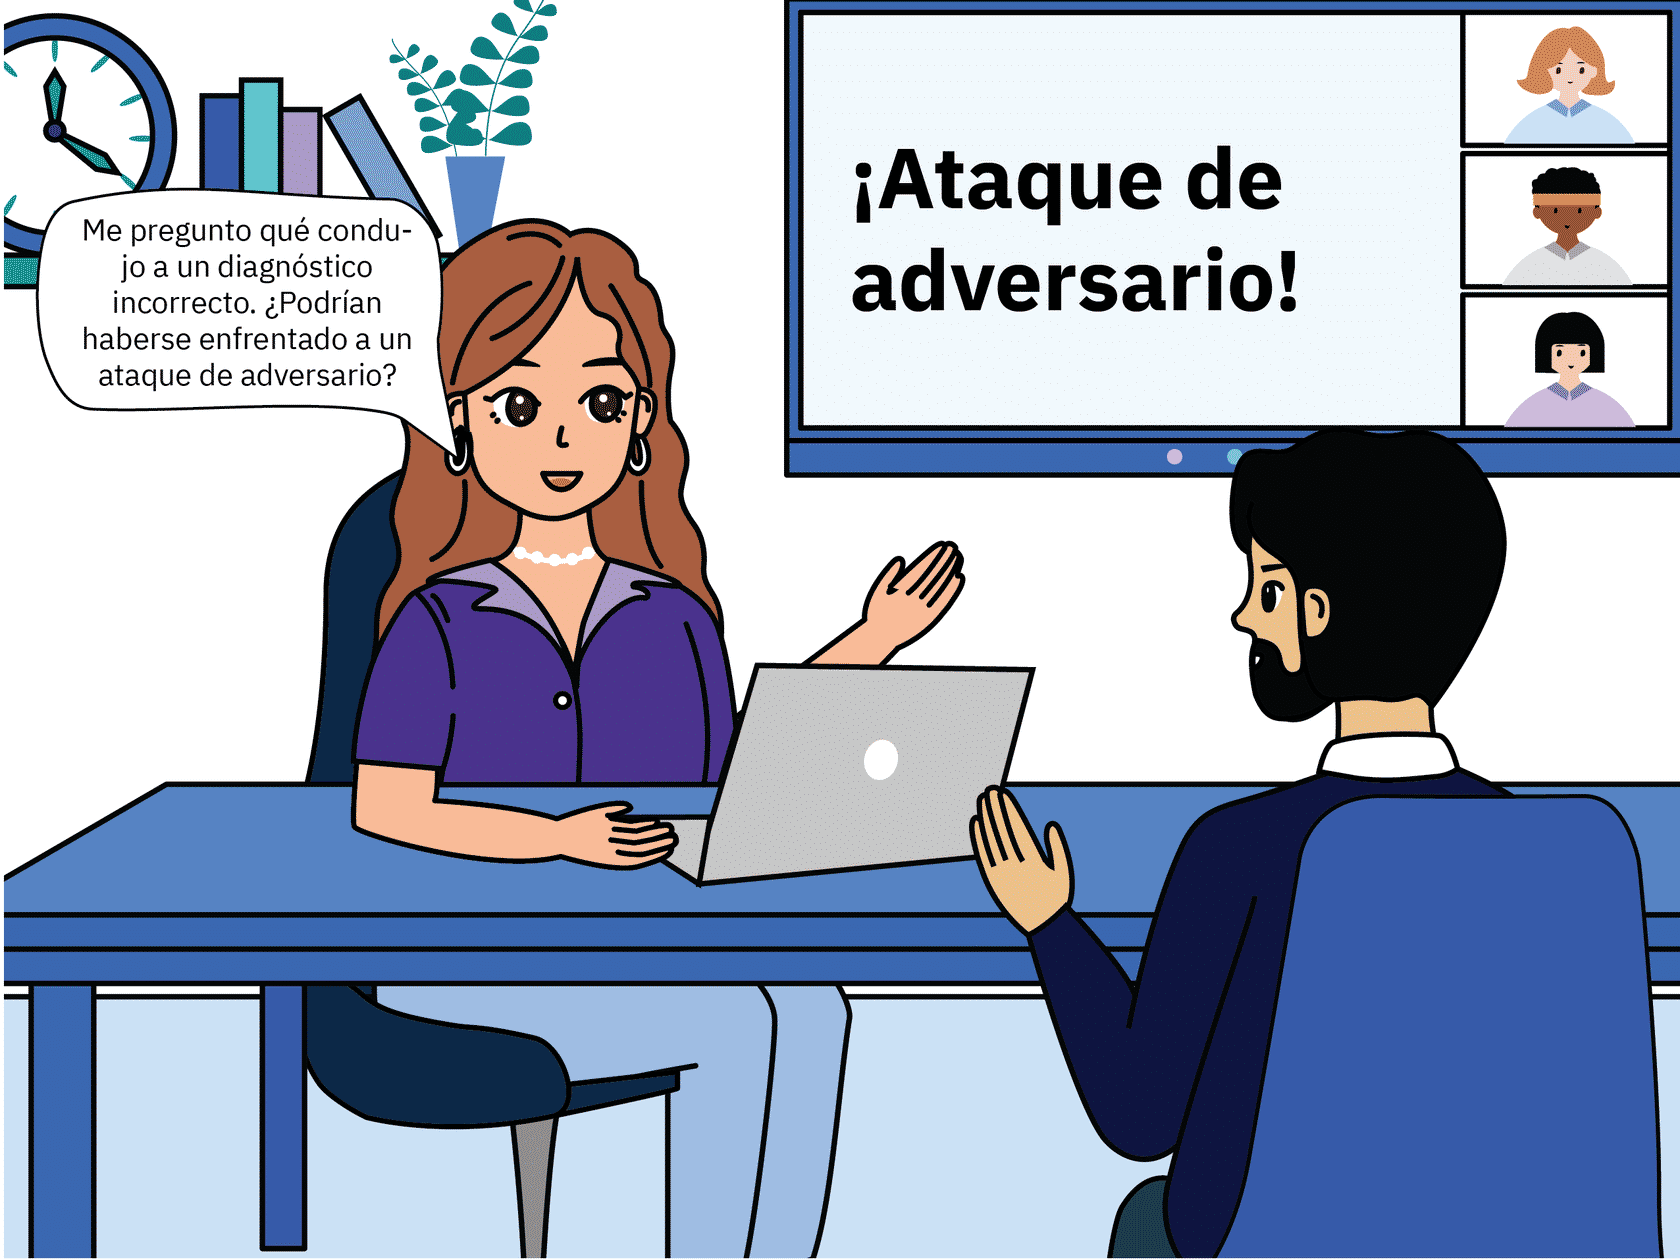 Me pregunto qué condu-
jo a un diagnóstico
incorrecto. ¿Podrían
haberse enfrentado a un
ataque de adversario?
¡Ataque de
adversario!